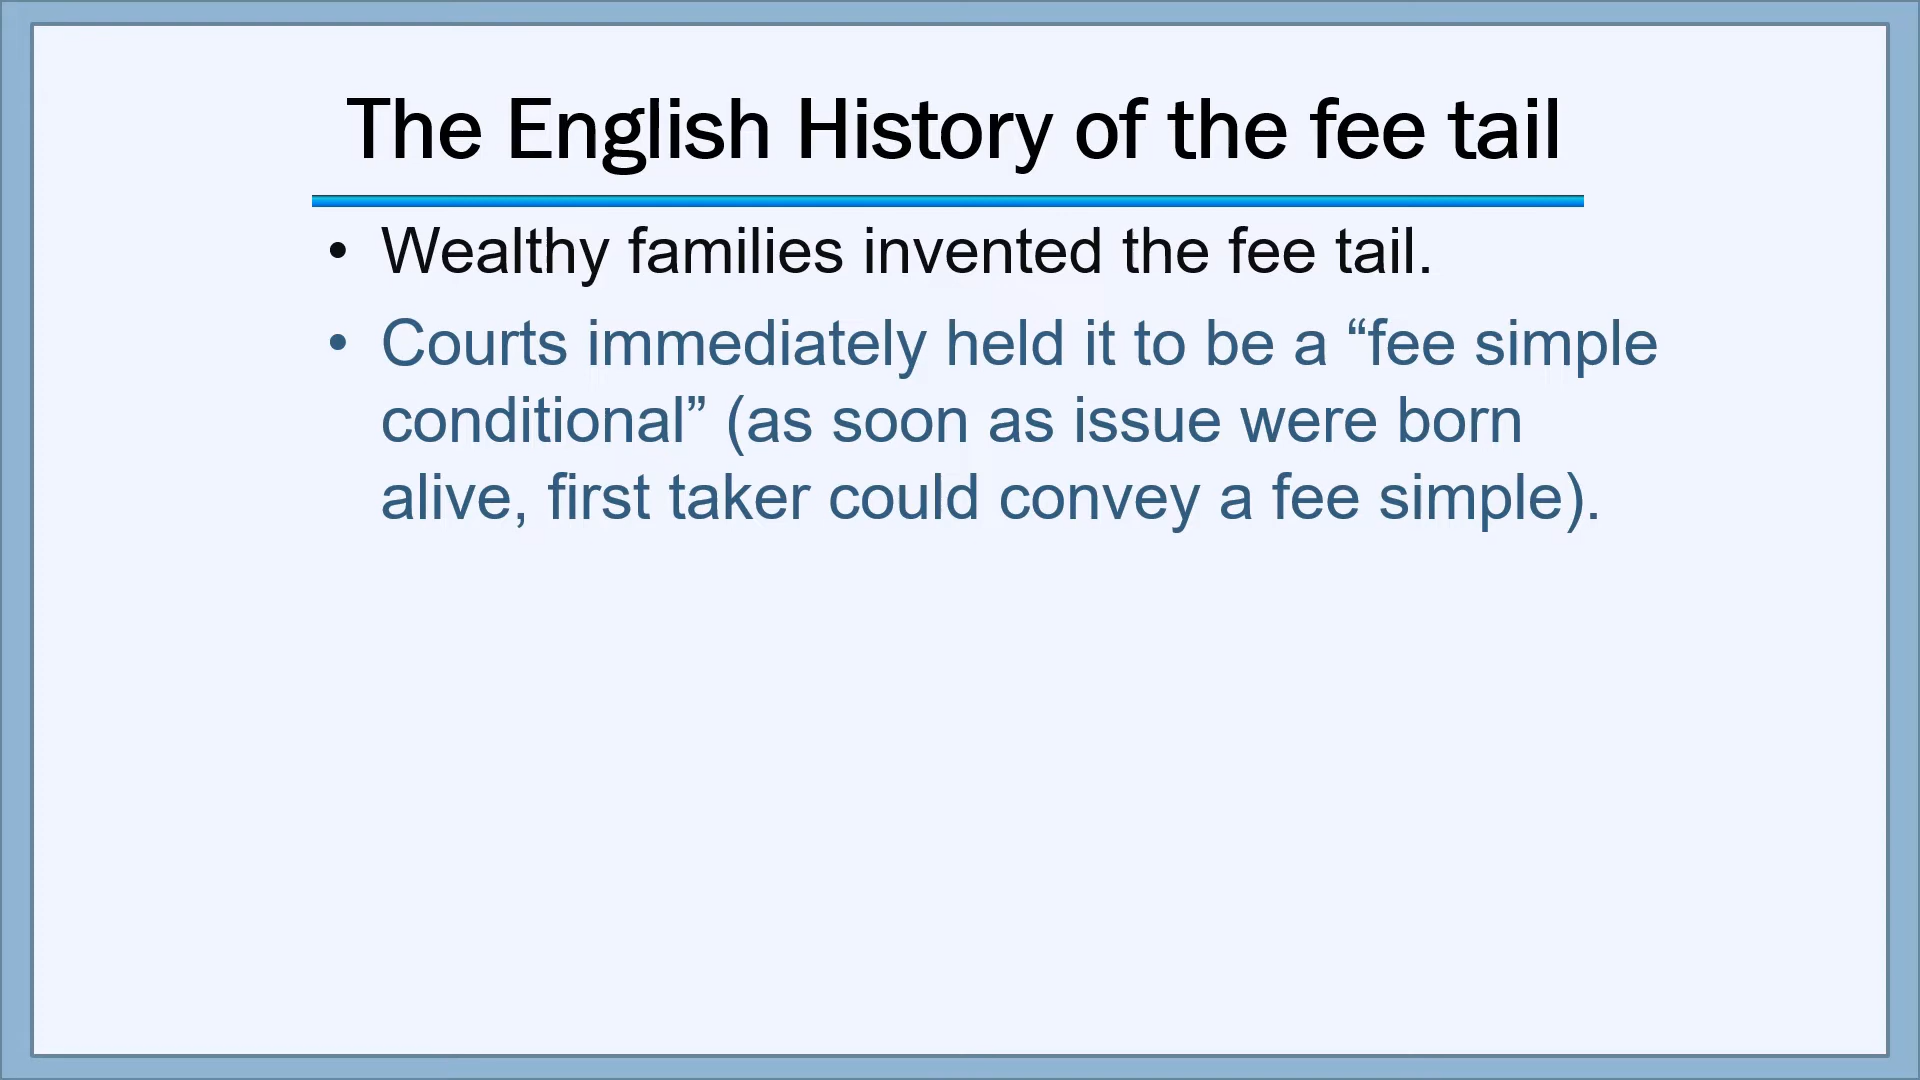 The English History of the fee tail
• Wealthy families invented the fee tail.
• Courts immediately held it to be a “fee simple
conditional” (as soon as issue were born
alive, first taker could convey a fee simple).